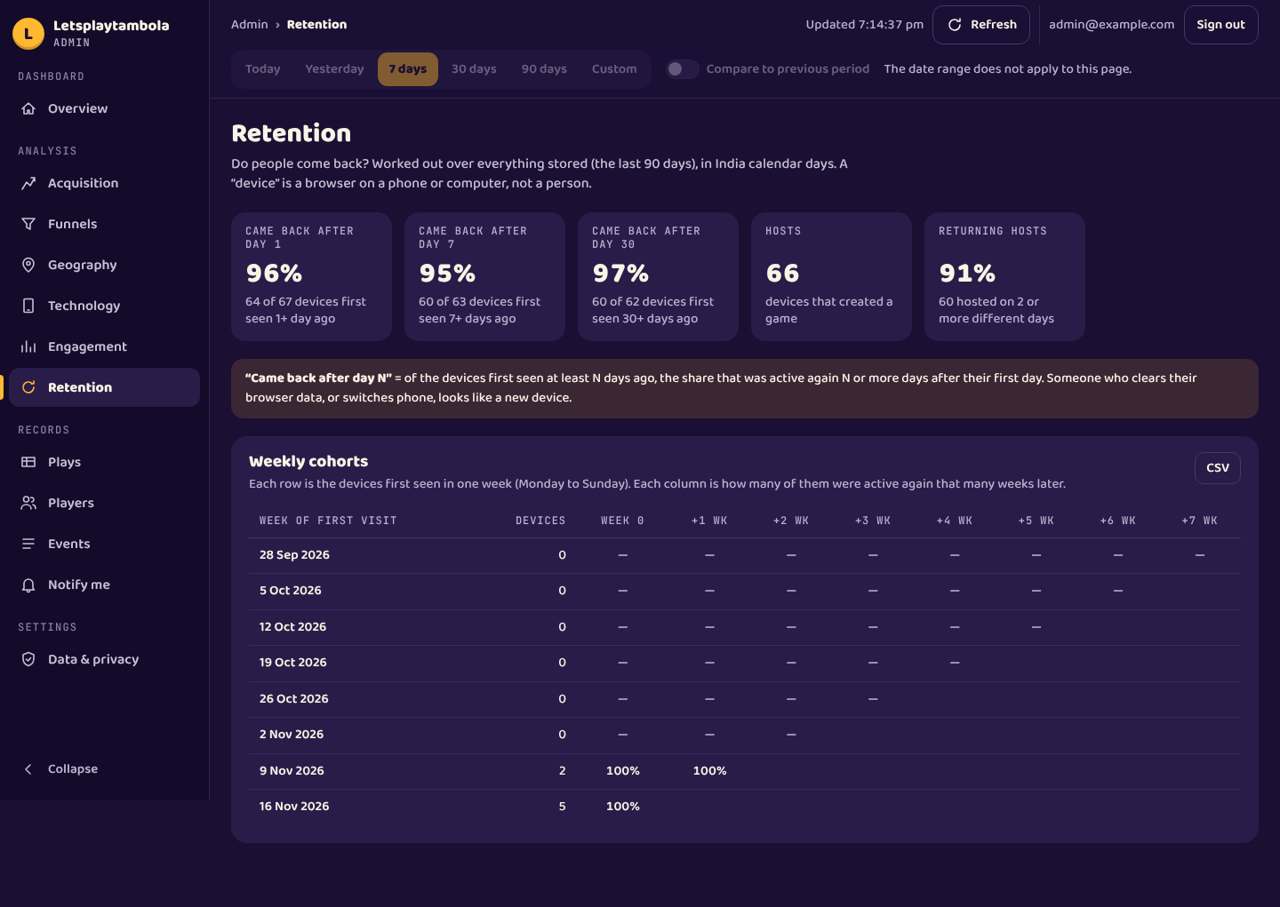 L
Letsplaytambola
ADMIN
DASHBOARD
Overview
ANALYSIS
Acquisition
Funnels
Geography
Technology
Engagement
Retention
RECORDS
Plays
Players
Events
Notify me
SETTINGS
Data & privacy
Collapse
Admin › Retention
Updated 7:14:37 pm
Refresh
admin@example.com
Sign out
Today
Yesterday
7 days
30 days
90 days
Custom
Compare to previous period
The date range does not apply to this page.
Retention
Do people come back? Worked out over everything stored (the last 90 days), in India calendar days. A
“device” is a browser on a phone or computer, not a person.
CAME BACK AFTER
DAY 1
96%
64 of 67 devices first
seen 1+ day ago
CAME BACK AFTER
DAY 7
95%
60 of 63 devices first
seen 7+ days ago
CAME BACK AFTER
DAY 30
97%
60 of 62 devices first
seen 30+ days ago
HOSTS
66
devices that created a
game
RETURNING HOSTS
91%
60 hosted on 2 or
more different days
“Came back after day N” = of the devices first seen at least N days ago, the share that was active again N or more days after their first day. Someone who clears their
browser data, or switches phone, looks like a new device.
Weekly cohorts
Each row is the devices first seen in one week (Monday to Sunday). Each column is how many of them were active again that many weeks later.
CSV
WEEK OF FIRST VISIT DEVICES WEEK 0 +1 WK +2 WK +3 WK +4 WK +5 WK +6 WK +7 WK
28 Sep 2026 0 — — — — — — — —
5 Oct 2026 0 — — — — — — —
12 Oct 2026 0 — — — — — —
19 Oct 2026 0 — — — — —
26 Oct 2026 0 — — — —
2 Nov 2026 0 — — —
9 Nov 2026 2 100% 100%
16 Nov 2026 5 100%